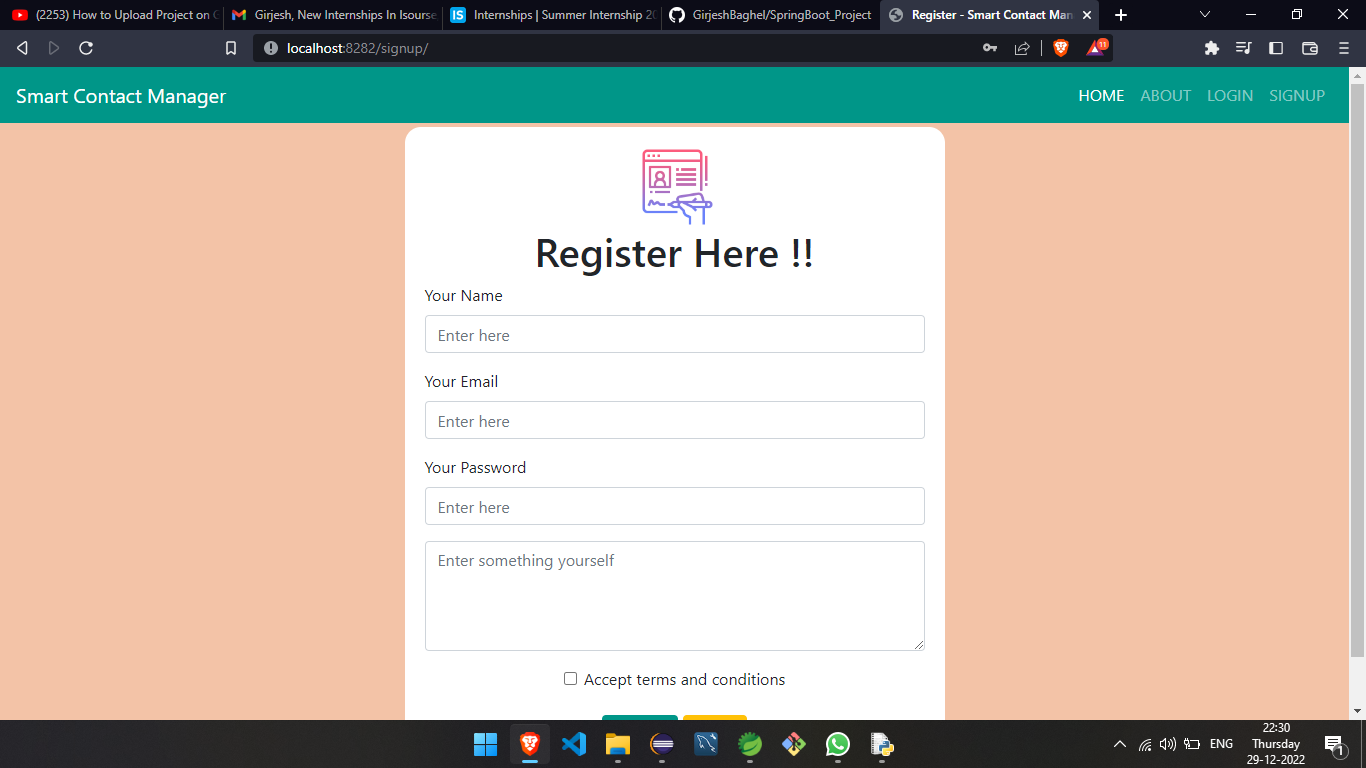 (2253) How to Upload Project on G
Girjesh, New Internships In Isourse
IS
Internships | Summer Internship 20
GirjeshBaghel/SpringBoot_Project
Register - Smart Contact Man
localhost:8282/signup/
11
Smart Contact Manager
HOME
ABOUT
LOGIN
SIGNUP
Register Here !!
Your Name
Enter here
Your Email
Enter here
Your Password
Enter here
Enter something yourself
Accept terms and conditions
ENG
22:30
Thursday
29-12-2022
1